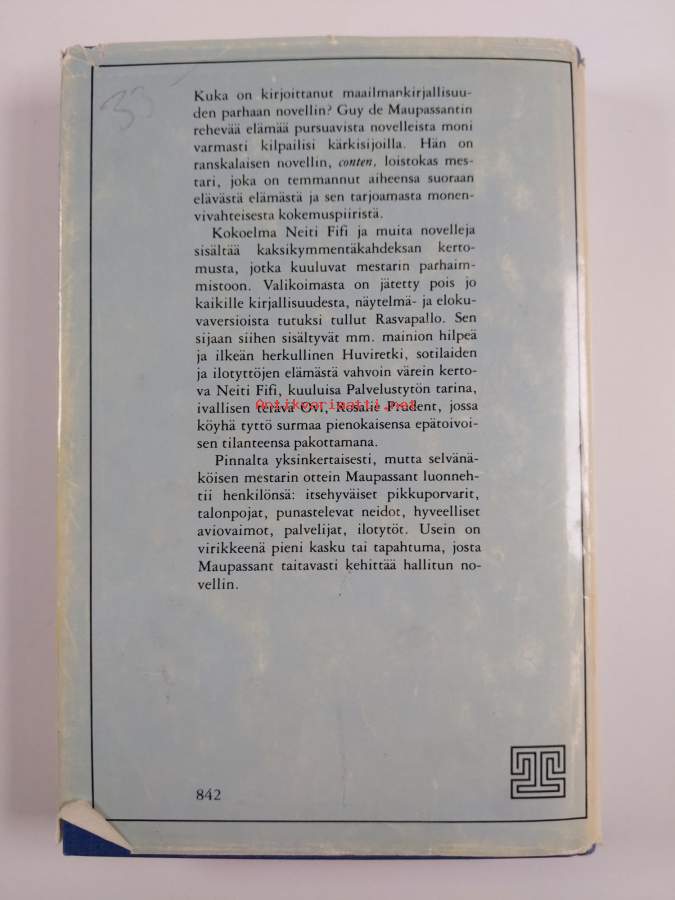 33
Kuka on kirjoittanut maailmankirjallisuu-
den parhaan novellin? Guy de Maupassantin
rehevää elämää pursuavista novelleista moni
varmasti kilpailisi kärkisijoilla. Hän on
ranskalaisen novellin, conten, loistokas mes-
tari, joka on temmannut aiheensa suoraan
elävästä elämästä ja sen tarjoamasta monen-
vivahteisesta kokemuspiiristä.
Kokoelma Neiti Fifi ja muita novelleja
sisältää kaksikymmentäkahdeksan kerto-
musta, jotka kuuluvat mestarin parhaim-
mistoon. Valikoimasta on jätetty pois jo
kaikille kirjallisuudesta, näytelmä- ja eloku-
vaversioista tutuksi tullut Rasvapallo. Sen
sijaan siihen sisältyvät mm. mainion hilpeä
ja ilkeän herkullinen Huviretki, sotilaiden
ja ilotyttöjen elämästä vahvoin värein kerto-
va Neiti Fifi, kuuluisa Palvelustytön tarina,
Antikvarinatti.net
ivallisen terävä Ovi, Rosalie Prudent, jossa
köyhä tyttö surmaa pienokaisensa epätoivoi-
sen tilanteensa pakottamana.
Pinnalta yksinkertaisesti, mutta selvänä-
köisen mestarin ottein Maupassant luonneh-
tii henkilönsä: itsehyväiset pikkuporvarit,
talonpojat, punastelevat neidot, hyveelliset
aviovaimot, palvelijat, ilotytöt. Usein on
virikkeenä pieni kasku tai tapahtuma, josta
Maupassant taitavasti kehittää hallitun no-
vellin.
842